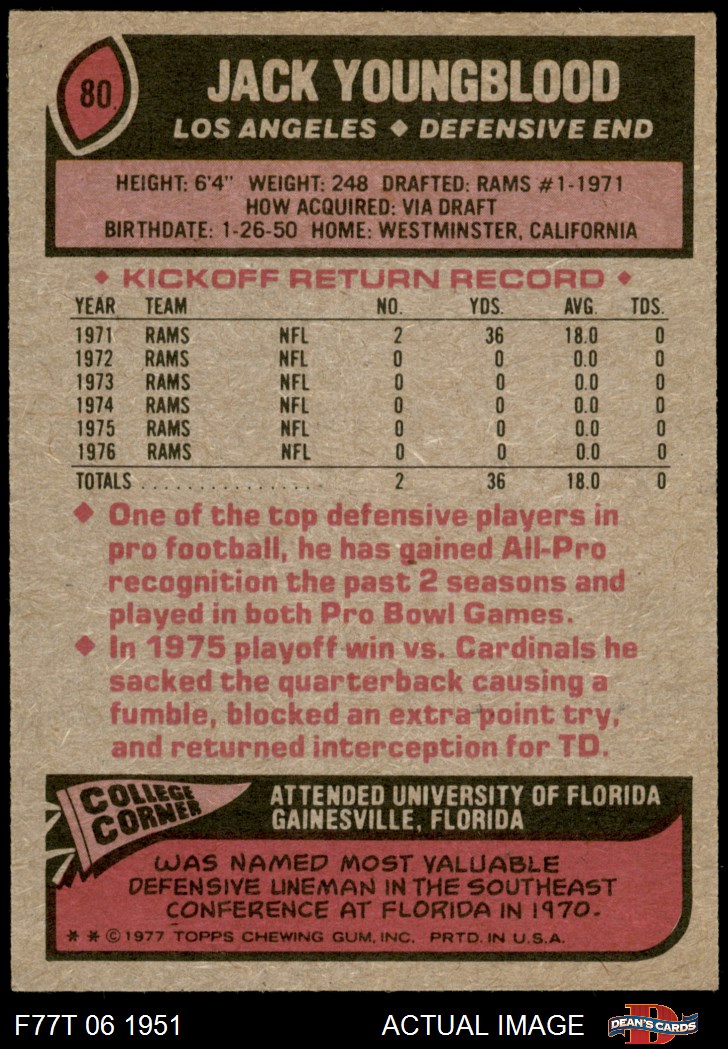 80
JACK YOUNGBLOOD
LOS ANGELES ◆ DEFENSIVE END
HEIGHT: 6'4" WEIGHT: 248 DRAFTED: RAMS #1-1971
HOW ACQUIRED: VIA DRAFT
BIRTHDATE: 1-26-50 HOME: WESTMINSTER, CALIFORNIA
◆ KICKOFF RETURN RECORD ◆
YEAR TEAM NO. YDS. AVG. TDS.
1971 RAMS NFL 2 36 18.0 0
1972 RAMS NFL 0 0 0.0 0
1973 RAMS NFL 0 0 0.0 0
1974 RAMS NFL 0 0 0.0 0
1975 RAMS NFL 0 0 0.0 0
1976 RAMS NFL 0 0 0.0 0
TOTALS . . . . . . . . . . . . . . . . 2 36 18.0 0
◆ One of the top defensive players in
pro football, he has gained All-Pro
recognition the past 2 seasons and
played in both Pro Bowl Games.
◆ In 1975 playoff win vs. Cardinals he
sacked the quarterback causing a
fumble, blocked an extra point try,
and returned interception for TD.
COLLEGE
CORNER
ATTENDED UNIVERSITY OF FLORIDA
GAINESVILLE, FLORIDA
WAS NAMED MOST VALUABLE
DEFENSIVE LINEMAN IN THE SOUTHEAST
CONFERENCE AT FLORIDA IN 1970.
* * © 1977 TOPPS CHEWING GUM, INC. PRTD. IN U.S.A.
F77T 06 1951 ACTUAL IMAGE D DEAN'S CARDS